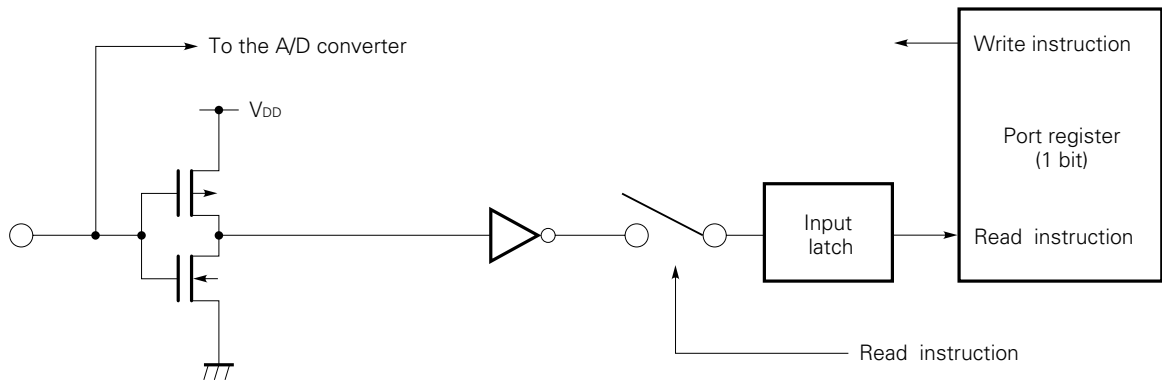 To the A/D converter
Write instruction
VDD
Port register
(1 bit)
Input
latch
Read instruction
Read instruction